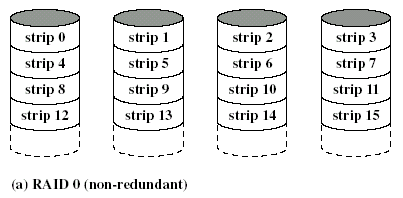 strip 0 strip 1 strip 2 strip 3
strip 4 strip 5 strip 6 strip 7
strip 8 strip 9 strip 10 strip 11
strip 12 strip 13 strip 14 strip 15
(a) RAID 0 (non-redundant)